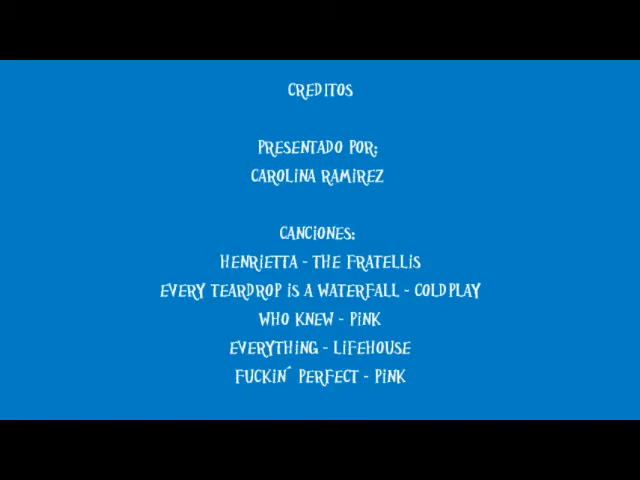 CREDITOS
PRESENTADO POR:
CAROLINA RAMIREZ
CANCIONES:
HENRIETTA - THE FRATELLIS
EVERY TEARDROP IS A WATERFALL - COLDPLAY
WHO KNEW - PINK
EVERYTHING - LIFEHOUSE
FUCKIN´ PERFECT - PINK